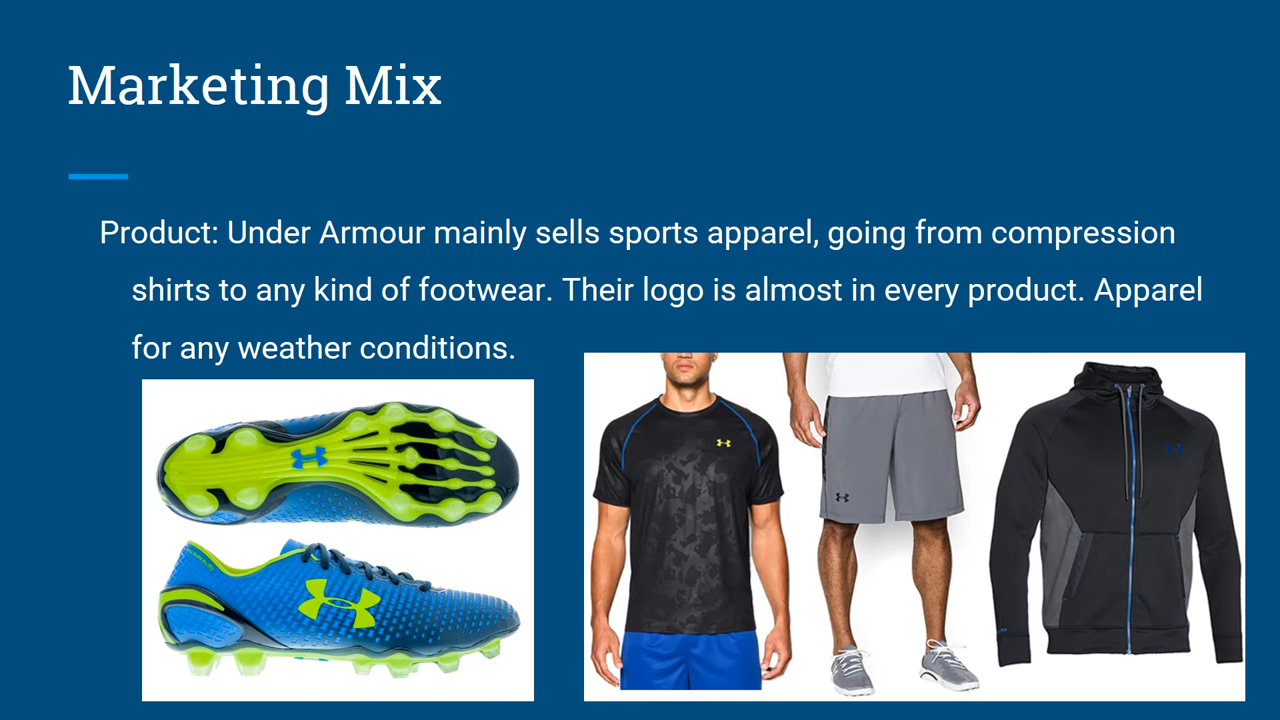 Marketing Mix
Product: Under Armour mainly sells sports apparel, going from compression
shirts to any kind of footwear. Their logo is almost in every product. Apparel
for any weather conditions.